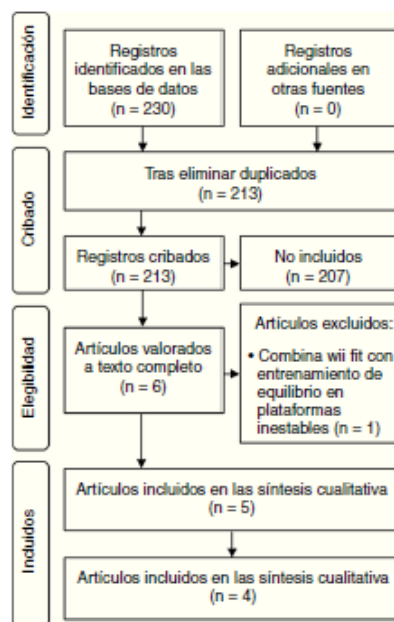 Identificación
Registros
identificados en las
bases de datos
(n = 230)
Registros
adicionales en
otras fuentes
(n = 0)
Cribado
Tras eliminar duplicados
(n = 213)
Registros cribados
(n = 213)
No incluidos
(n = 207)
Elegibilidad
Artículos valorados
a texto completo
(n = 6)
Artículos excluidos:
• Combina wii fit con
entrenamiento de
equilibrio en
plataformas
inestables (n = 1)
Incluidos
Artículos incluidos en las síntesis cualitativa
(n = 5)
Artículos incluidos en las síntesis cualitativa
(n = 4)